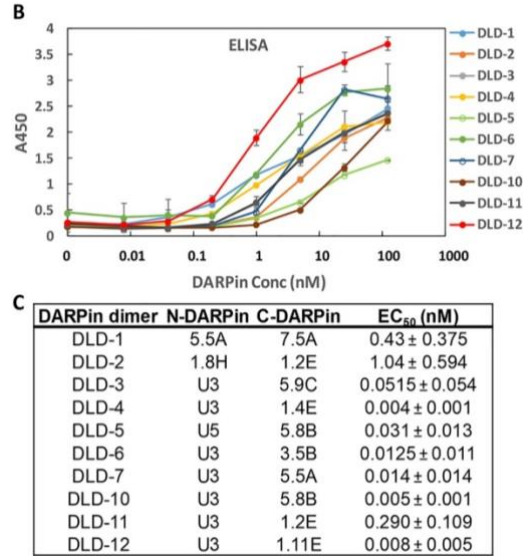 B
ELISA
4
3.5
3
2.5
2
1.5
1
0.5
0
A450
0 0.01 0.1 1 10 100 1000
DARPin Conc (nM)
DLD-1
DLD-2
DLD-3
DLD-4
DLD-5
DLD-6
DLD-7
DLD-10
DLD-11
DLD-12
C
DARPin dimer N-DARPin C-DARPin EC50 (nM)
DLD-1 5.5A 7.5A 0.43 ± 0.375
DLD-2 1.8H 1.2E 1.04 ± 0.594
DLD-3 U3 5.9C 0.0515 ± 0.054
DLD-4 U3 1.4E 0.004 ± 0.001
DLD-5 U5 5.8B 0.031 ± 0.013
DLD-6 U3 3.5B 0.0125 ± 0.011
DLD-7 U3 5.5A 0.014 ± 0.014
DLD-10 U3 5.8B 0.005 ± 0.001
DLD-11 U3 1.2E 0.290 ± 0.109
DLD-12 U3 1.11E 0.008 ± 0.005